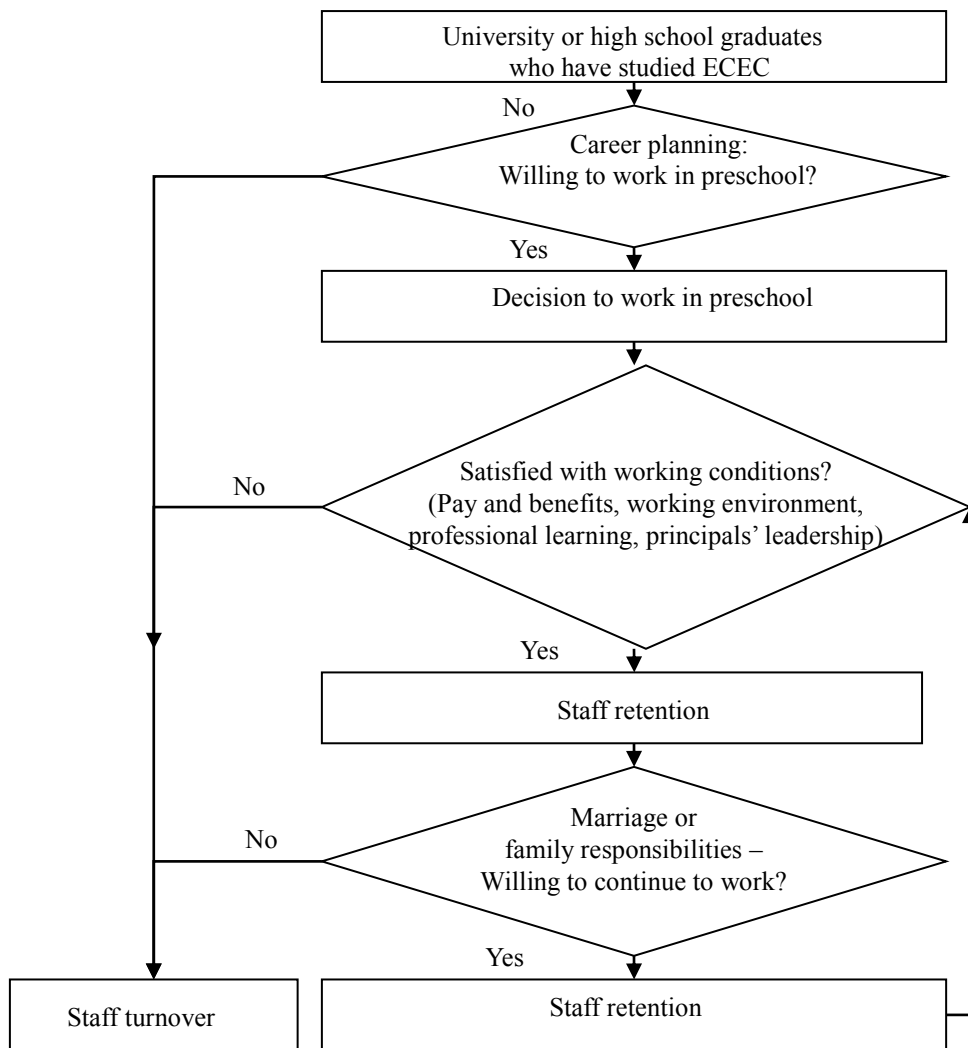 University or high school graduates
who have studied ECEC
No
Career planning:
Willing to work in preschool?
Yes
Decision to work in preschool
No
Satisfied with working conditions?
(Pay and benefits, working environment,
professional learning, principals’ leadership)
Yes
Staff retention
No
Marriage or
family responsibilities –
Willing to continue to work?
Yes
Staff turnover
Staff retention